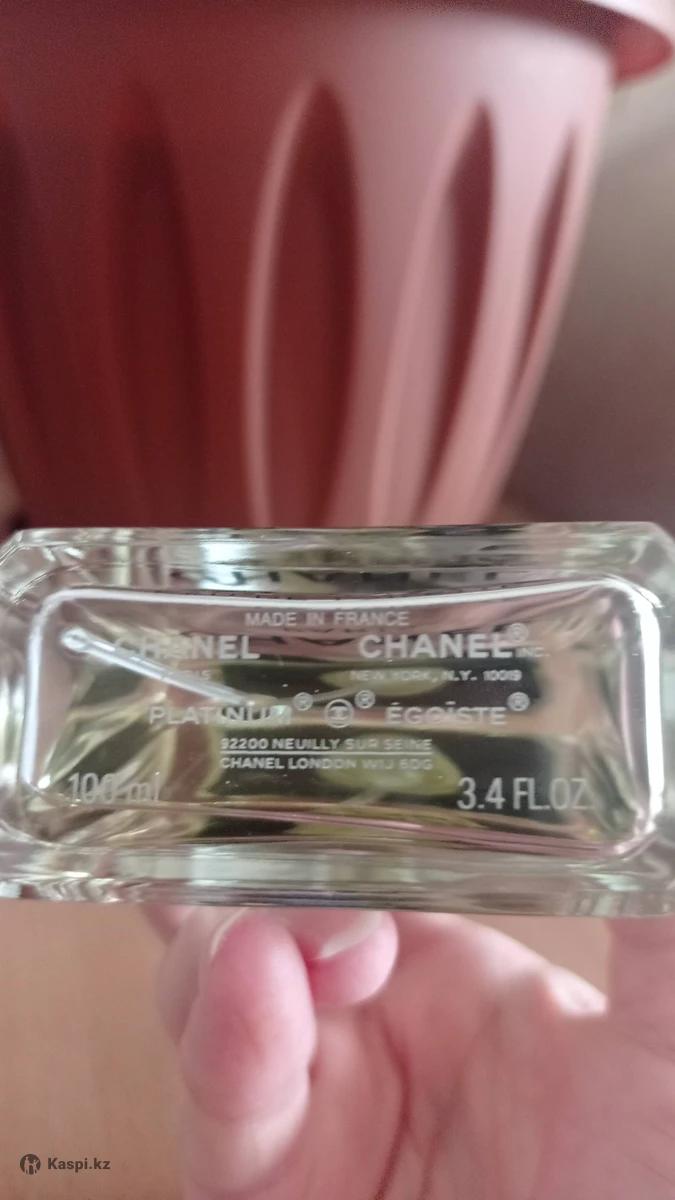 MADE IN FRANCE
CHANEL CHANEL® INC.
NEW YORK, N.Y. 10019
PLATINUM® ® ÉGOÏSTE®
92200 NEUILLY SUR SEINE
CHANEL LONDON W1J 6DG
100 ml 3.4 FL.OZ.
Kaspi.kz